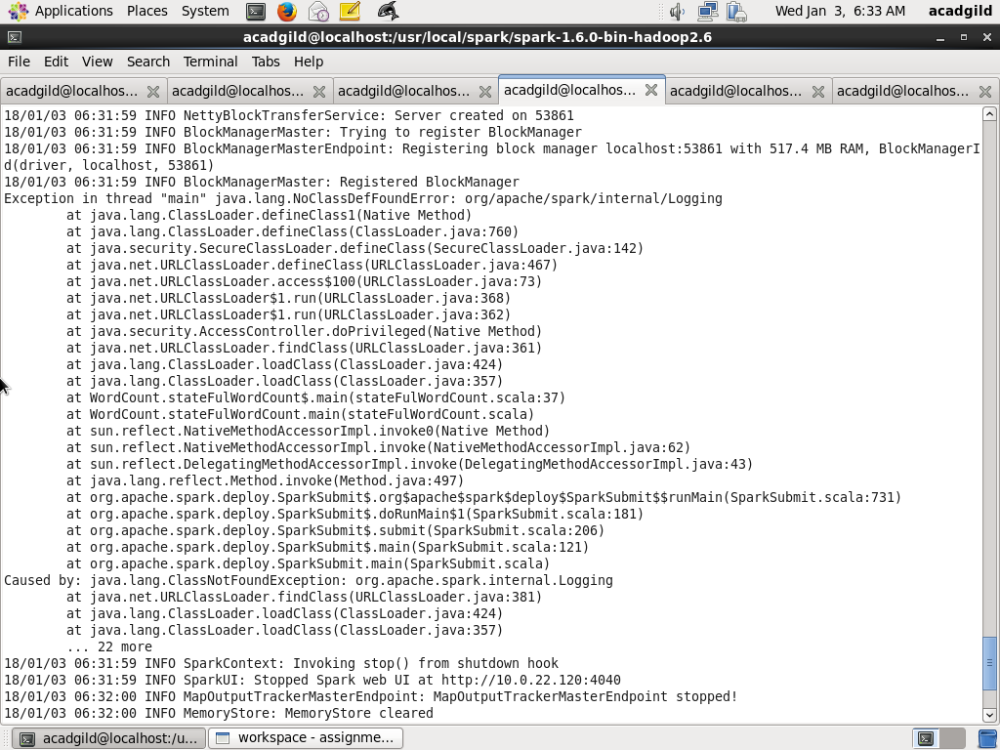 Applications Places System Wed Jan 3, 6:33 AM acadgild
acadgild@localhost:/usr/local/spark/spark-1.6.0-bin-hadoop2.6
File Edit View Search Terminal Tabs Help
acadgild@localhos... acadgild@localhos... acadgild@localhos... acadgild@localhos... acadgild@localhos... acadgild@localhos...
18/01/03 06:31:59 INFO NettyBlockTransferService: Server created on 53861
18/01/03 06:31:59 INFO BlockManagerMaster: Trying to register BlockManager
18/01/03 06:31:59 INFO BlockManagerMasterEndpoint: Registering block manager localhost:53861 with 517.4 MB RAM, BlockManagerI
d(driver, localhost, 53861)
18/01/03 06:31:59 INFO BlockManagerMaster: Registered BlockManager
Exception in thread "main" java.lang.NoClassDefFoundError: org/apache/spark/internal/Logging
at java.lang.ClassLoader.defineClass1(Native Method)
at java.lang.ClassLoader.defineClass(ClassLoader.java:760)
at java.security.SecureClassLoader.defineClass(SecureClassLoader.java:142)
at java.net.URLClassLoader.defineClass(URLClassLoader.java:467)
at java.net.URLClassLoader.access$100(URLClassLoader.java:73)
at java.net.URLClassLoader$1.run(URLClassLoader.java:368)
at java.net.URLClassLoader$1.run(URLClassLoader.java:362)
at java.security.AccessController.doPrivileged(Native Method)
at java.net.URLClassLoader.findClass(URLClassLoader.java:361)
at java.lang.ClassLoader.loadClass(ClassLoader.java:424)
at java.lang.ClassLoader.loadClass(ClassLoader.java:357)
at WordCount.stateFulWordCount$.main(stateFulWordCount.scala:37)
at WordCount.stateFulWordCount.main(stateFulWordCount.scala)
at sun.reflect.NativeMethodAccessorImpl.invoke0(Native Method)
at sun.reflect.NativeMethodAccessorImpl.invoke(NativeMethodAccessorImpl.java:62)
at sun.reflect.DelegatingMethodAccessorImpl.invoke(DelegatingMethodAccessorImpl.java:43)
at java.lang.reflect.Method.invoke(Method.java:497)
at org.apache.spark.deploy.SparkSubmit$.org$apache$spark$deploy$SparkSubmit$$runMain(SparkSubmit.scala:731)
at org.apache.spark.deploy.SparkSubmit$.doRunMain$1(SparkSubmit.scala:181)
at org.apache.spark.deploy.SparkSubmit$.submit(SparkSubmit.scala:206)
at org.apache.spark.deploy.SparkSubmit$.main(SparkSubmit.scala:121)
at org.apache.spark.deploy.SparkSubmit.main(SparkSubmit.scala)
Caused by: java.lang.ClassNotFoundException: org.apache.spark.internal.Logging
at java.net.URLClassLoader.findClass(URLClassLoader.java:381)
at java.lang.ClassLoader.loadClass(ClassLoader.java:424)
at java.lang.ClassLoader.loadClass(ClassLoader.java:357)
... 22 more
18/01/03 06:31:59 INFO SparkContext: Invoking stop() from shutdown hook
18/01/03 06:31:59 INFO SparkUI: Stopped Spark web UI at http://10.0.22.120:4040
18/01/03 06:32:00 INFO MapOutputTrackerMasterEndpoint: MapOutputTrackerMasterEndpoint stopped!
18/01/03 06:32:00 INFO MemoryStore: MemoryStore cleared
acadgild@localhost:/u... workspace - assignme...